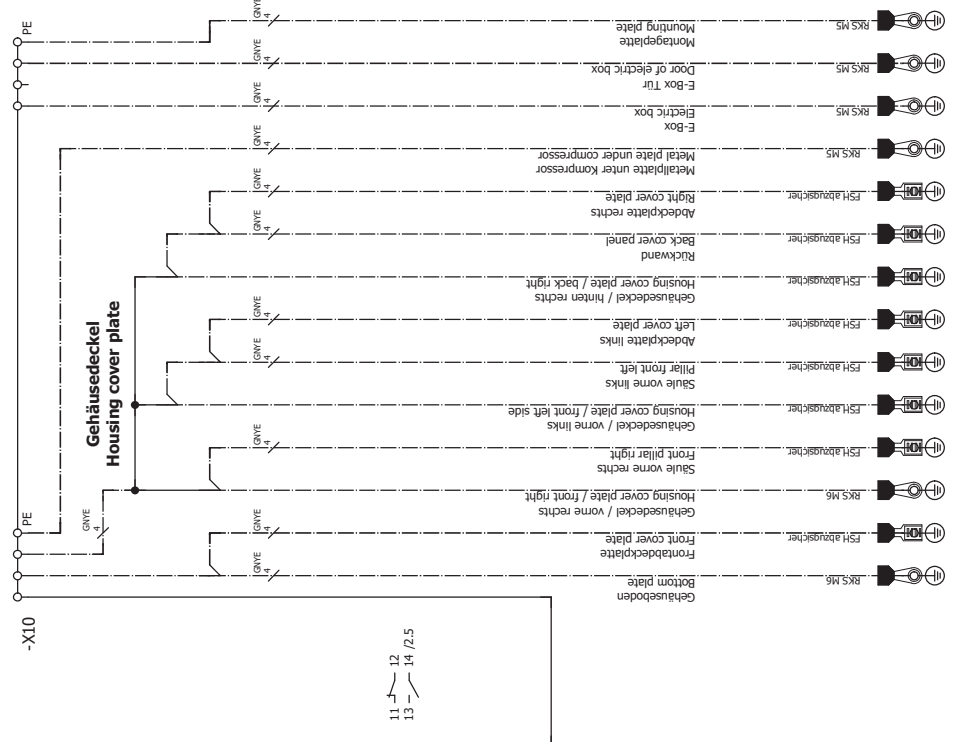 PE
GNYE
4
Montageplatte
Mounting plate
RKS M5
GNYE
4
E-Box Tür
Door of electric box
RKS M5
GNYE
4
E-Box
Electric box
RKS M5
GNYE
4
Metallplatte unter Kompressor
Metal plate under compressor
RKS M5
GNYE
4
Abdeckplatte rechts
Right cover plate
FSH abzugsicher
GNYE
4
Rückwand
Back cover panel
FSH abzugsicher
Gehäusedeckel / hinten rechts
Housing cover plate / back right
FSH abzugsicher
Gehäusedeckel
Housing cover plate
GNYE
4
Abdeckplatte links
Left cover plate
FSH abzugsicher
GNYE
4
Säule vorne links
Pillar front left
FSH abzugsicher
Gehäusedeckel / vorne links
Housing cover plate / front left side
FSH abzugsicher
GNYE
4
Säule vorne rechts
Front pillar right
FSH abzugsicher
Gehäusedeckel / vorne rechts
Housing cover plate / front right
RKS M6
PE
GNYE
4
GNYE
4
Frontabdeckplatte
Front cover plate
FSH abzugsicher
GNYE
4
Gehäuseboden
Bottom plate
RKS M6
-X10
11 12
13 14 /2.5